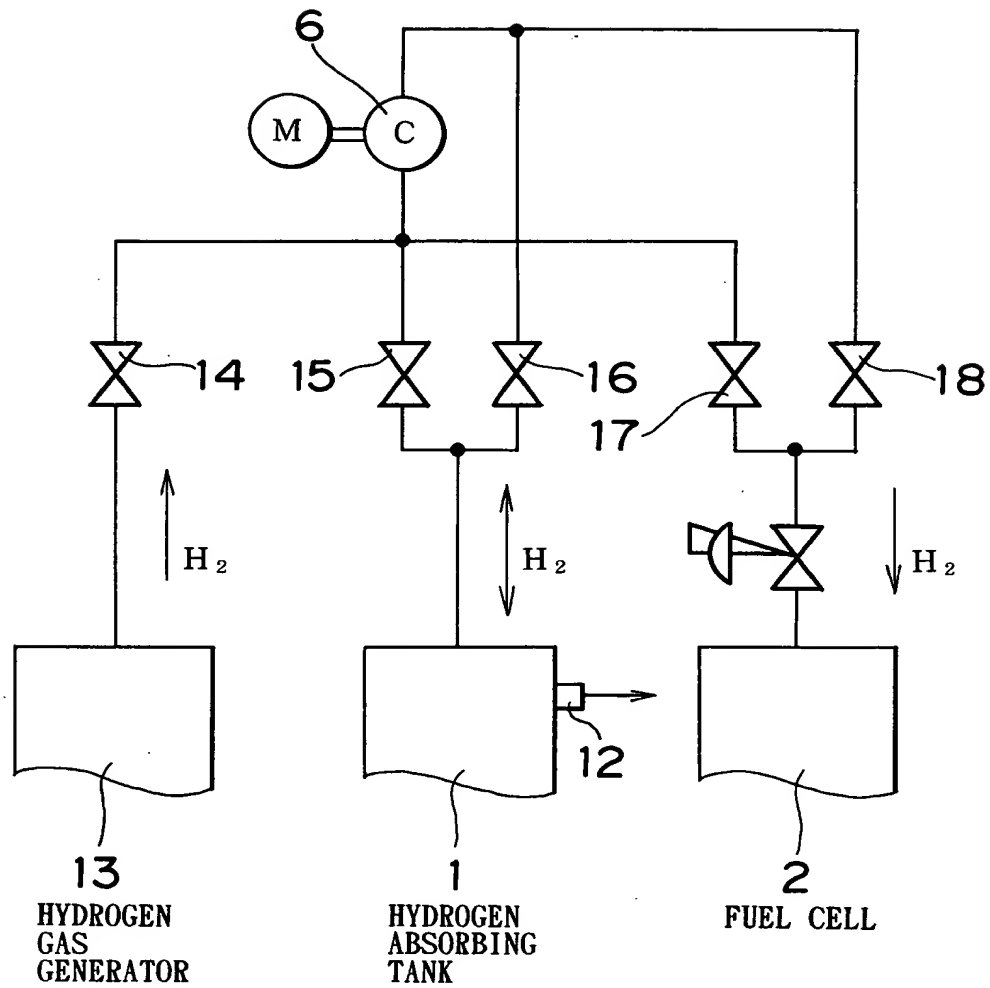 6
M
C
14
15
16
17
18
H₂
H₂
H₂
12
13
1
2
HYDROGEN
GAS
GENERATOR
HYDROGEN
ABSORBING
TANK
FUEL CELL